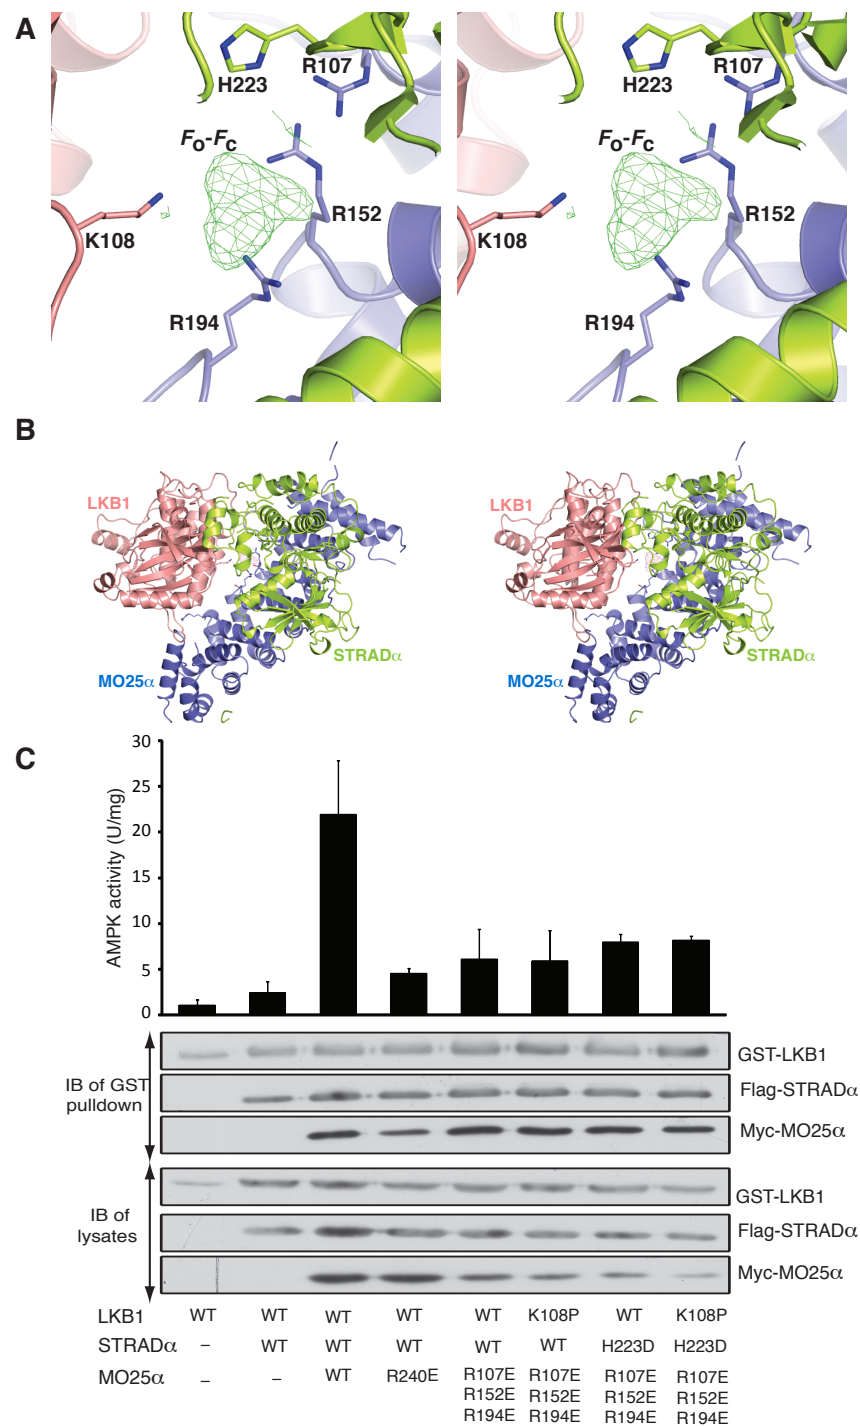 A
H223
R107
Fo-Fc
K108
R152
R194
H223
R107
Fo-Fc
K108
R152
R194
B
LKB1
STRADα
MO25α
LKB1
STRADα
MO25α
C
AMPK activity (U/mg)
30
25
20
15
10
5
0
IB of GST
pulldown
GST-LKB1
Flag-STRADα
Myc-MO25α
IB of
lysates
GST-LKB1
Flag-STRADα
Myc-MO25α
LKB1 WT WT WT WT WT K108P WT K108P
STRADα – WT WT WT WT WT H223D H223D
MO25α – – WT R240E R107E R107E R107E R107E
R152E R152E R152E R152E
R194E R194E R194E R194E